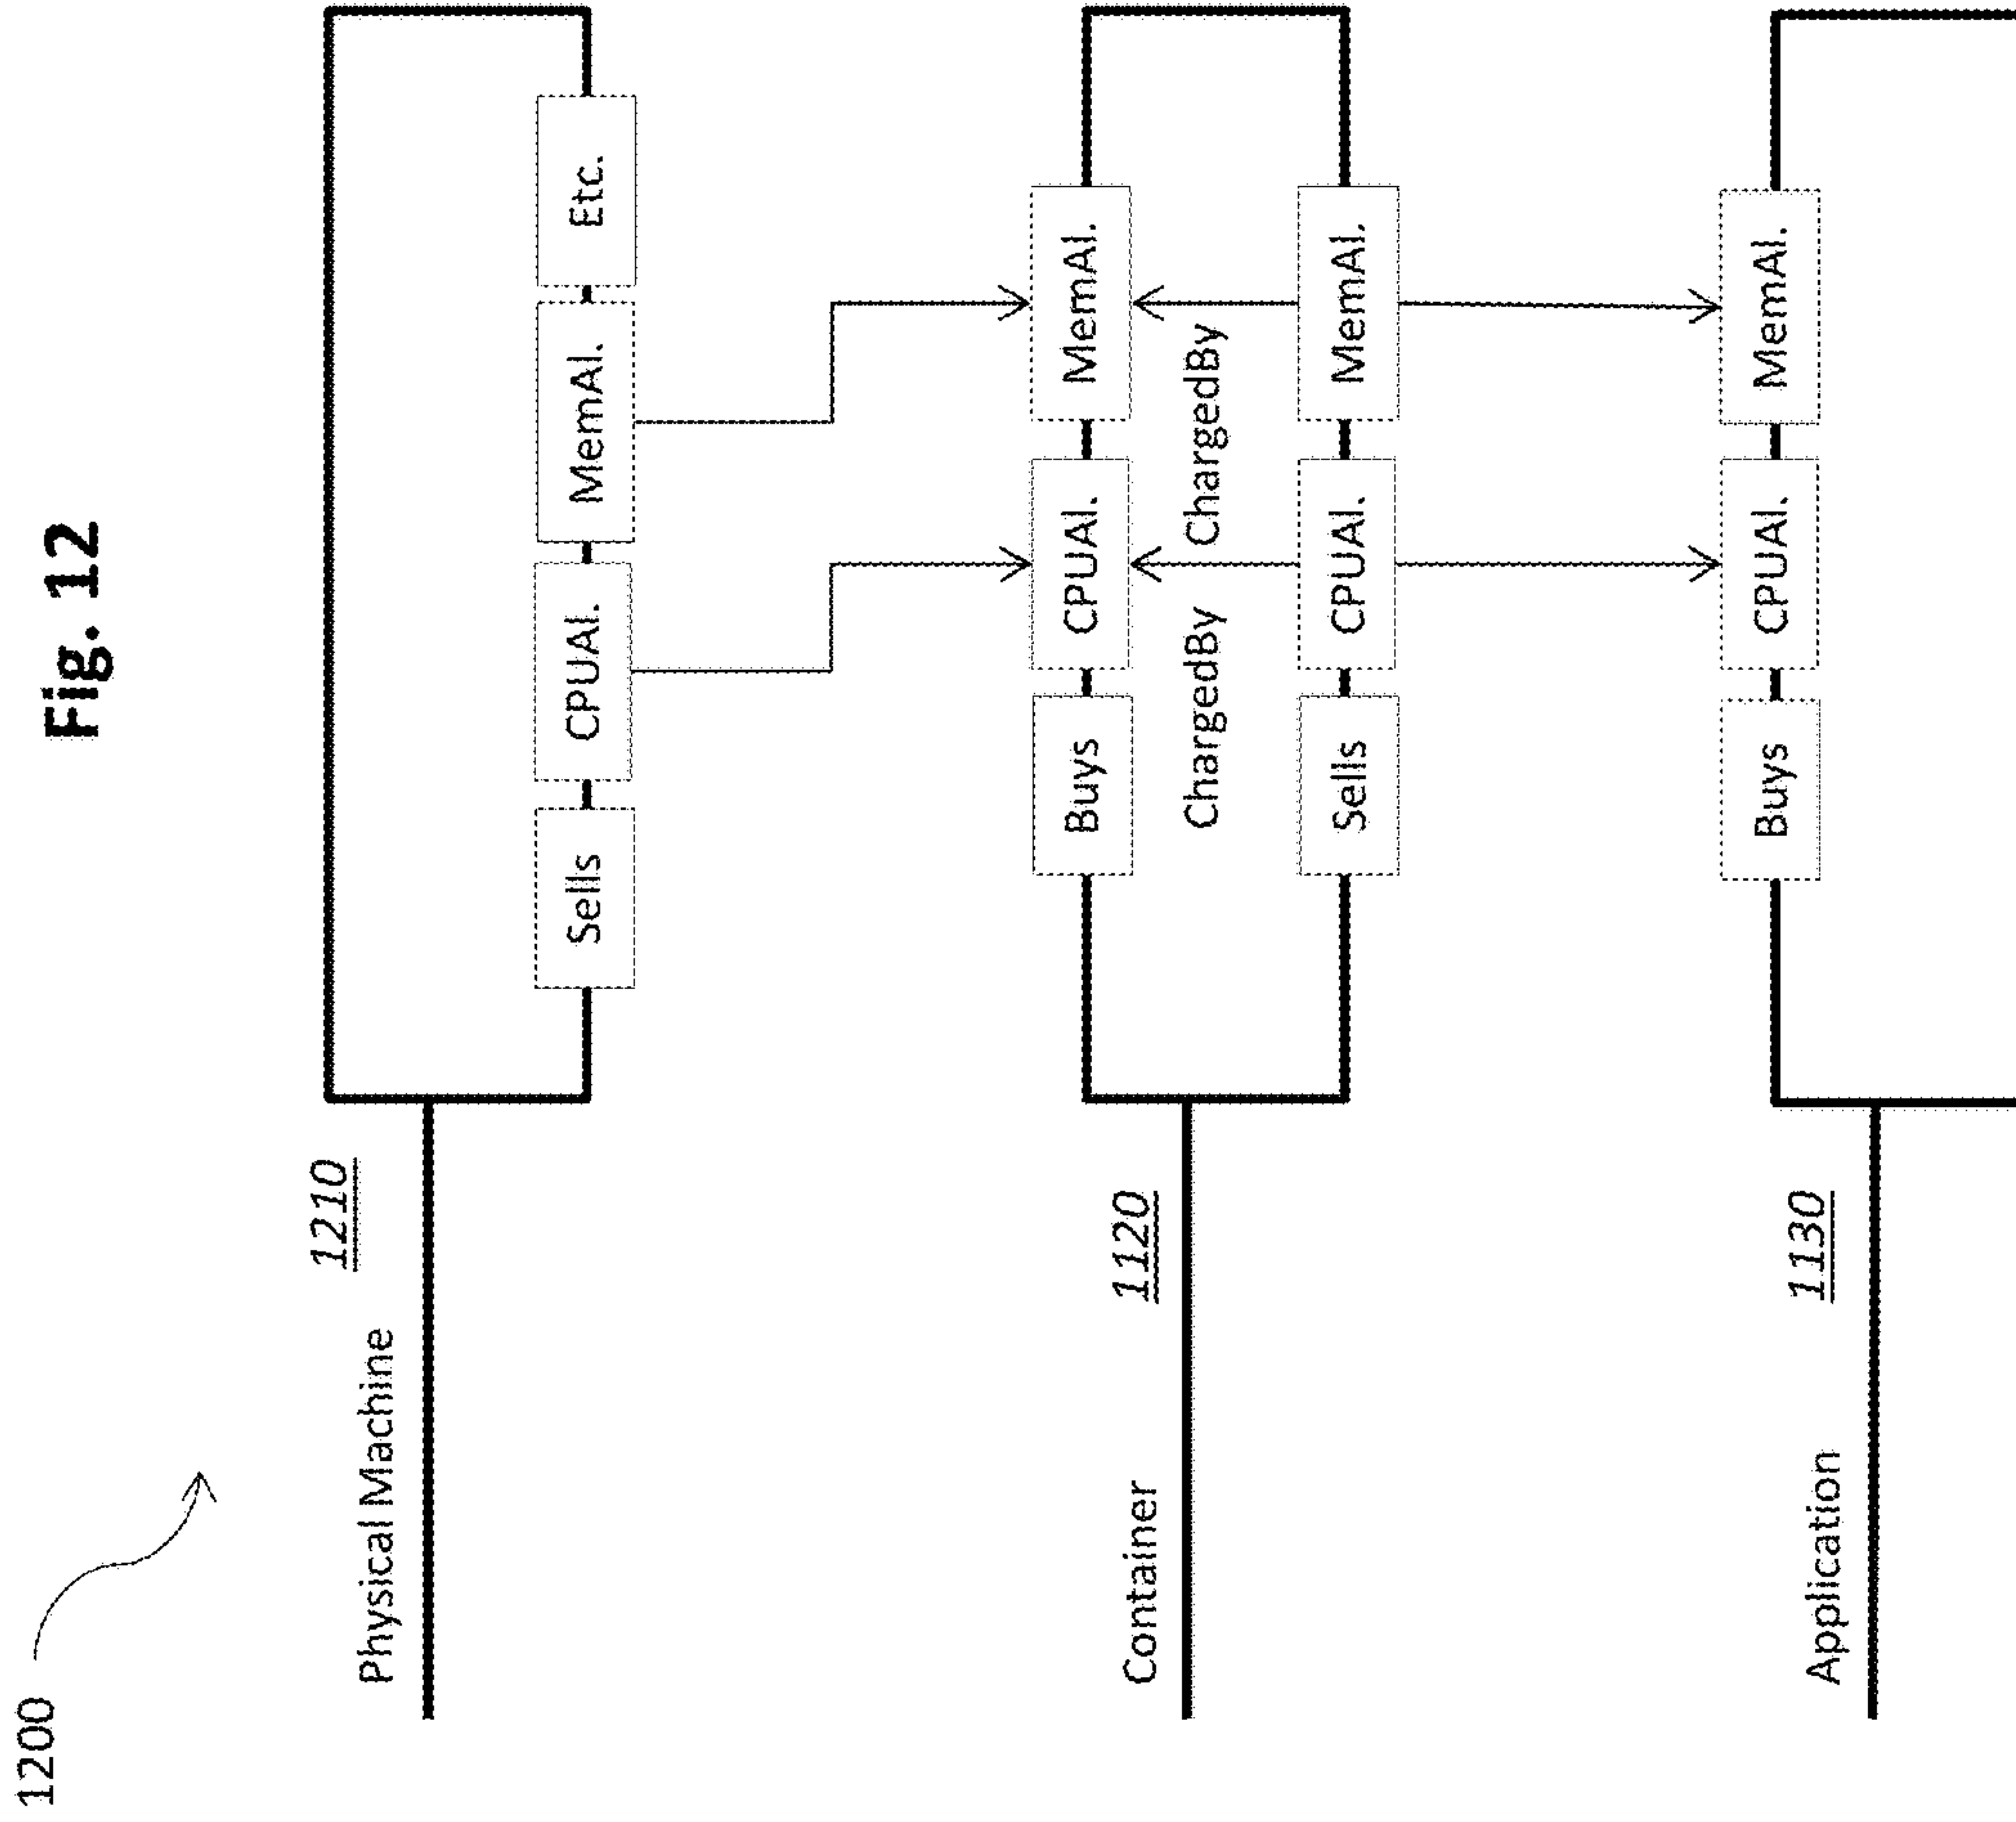 Fig. 12
1200
Physical Machine
1210
Sells CPUAl. MemAl. Etc.
Container
1120
Buys CPUAl. MemAl.
ChargedBy ChargedBy
Sells CPUAl. MemAl.
Application
1130
Buys CPUAl. MemAl.